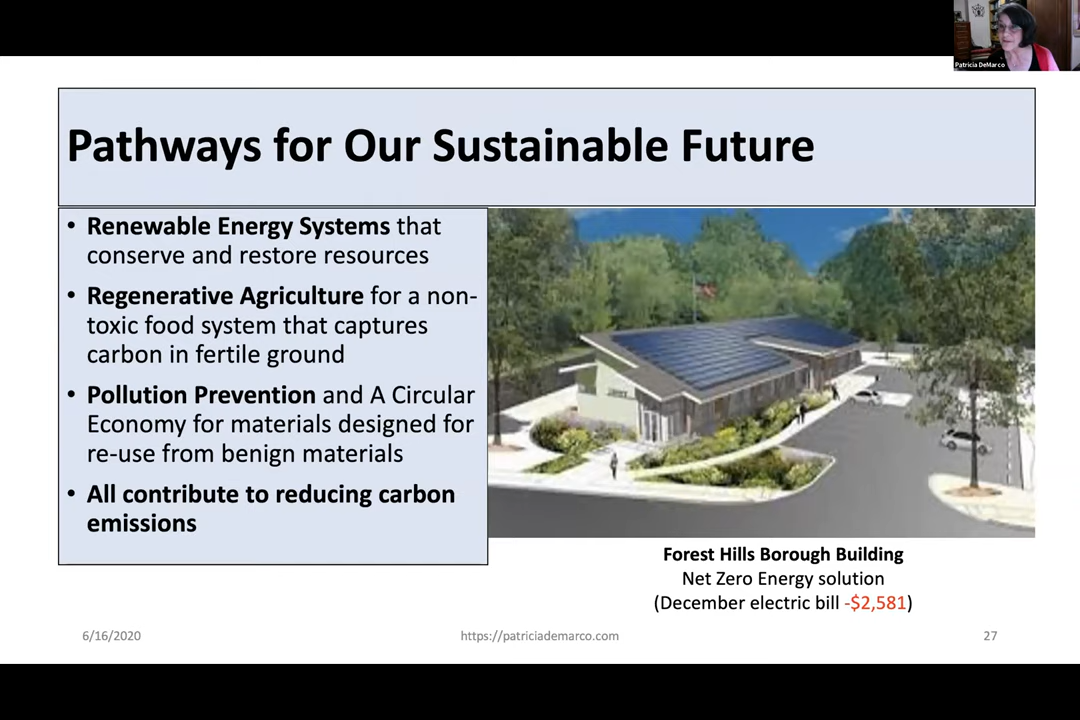 Patricia DeMarco
Pathways for Our Sustainable Future
• Renewable Energy Systems that
conserve and restore resources
• Regenerative Agriculture for a non-
toxic food system that captures
carbon in fertile ground
• Pollution Prevention and A Circular
Economy for materials designed for
re-use from benign materials
• All contribute to reducing carbon
emissions
Forest Hills Borough Building
Net Zero Energy solution
(December electric bill -$2,581)
6/16/2020
https://patriciademarco.com
27